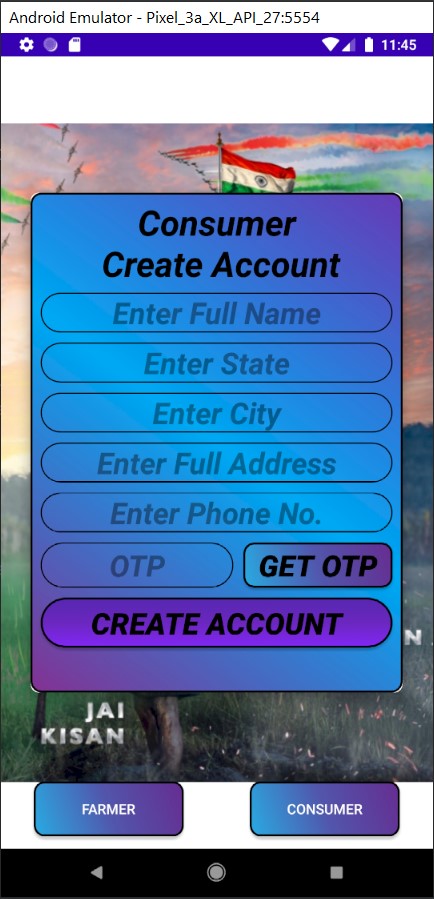 Android Emulator - Pixel_3a_XL_API_27:5554
11:45
Consumer
Create Account
Enter Full Name
Enter State
Enter City
Enter Full Address
Enter Phone No.
OTP
GET OTP
CREATE ACCOUNT
N
JAI
KISAN
FARMER
CONSUMER